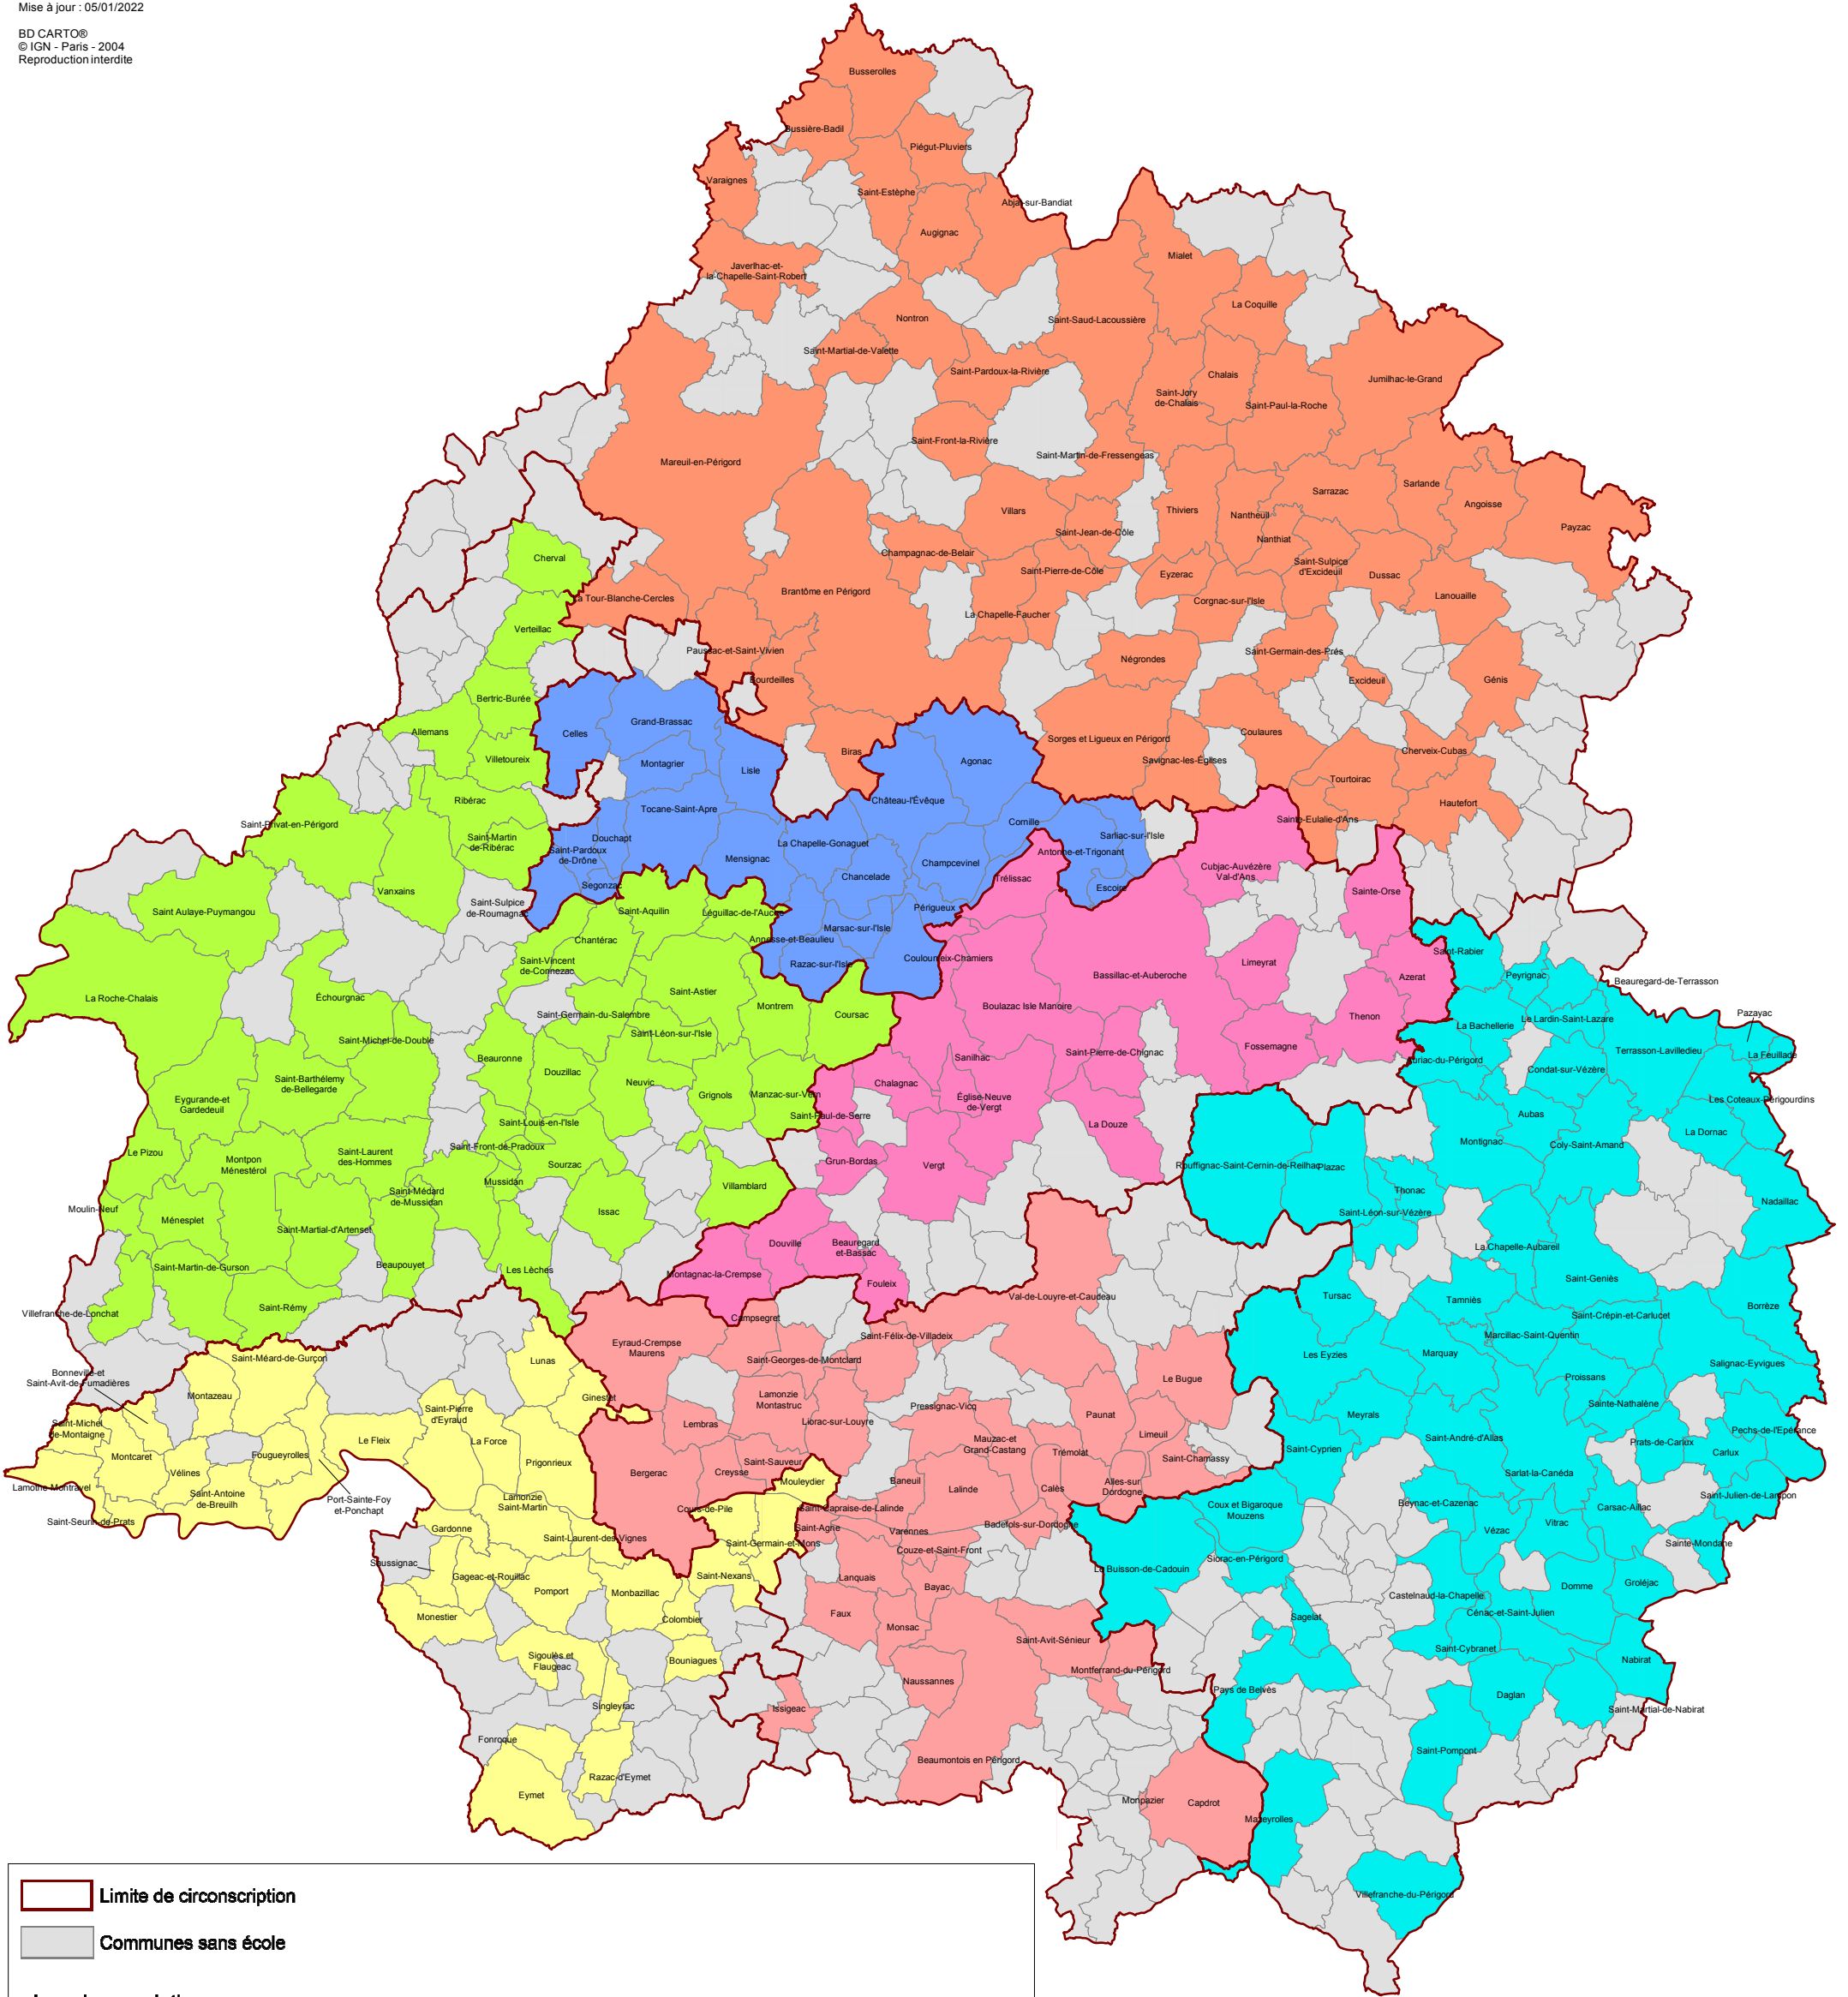 Mise à jour : 05/01/2022
BD CARTO®
© IGN - Paris - 2004
Reproduction interdite
Busserolles
Bussière-Badil
Piégut-Pluviers
Varaignes
Saint-Estèphe
Abjat-sur-Bandiat
Augignac
Mialet
Javerlhac-et-
la-Chapelle-Saint-Robert
La Coquille
Nontron
Saint-Saud-Lacoussière
Saint-Martial-de-Valette
Saint-Pardoux-la-Rivière
Chalais
Jumilhac-le-Grand
Saint-Jory
de-Chalais
Saint-Paul-la-Roche
Saint-Front-la-Rivière
Saint-Martin-de-Fressengeas
Mareuil-en-Périgord
Sarlande
Sarrazac
Angoisse
Villars
Thiviers
Nantheuil
Payzac
Saint-Jean-de-Côle
Nanthiat
Champagnac-de-Belair
Cherval
Saint-Sulpice
d'Excideuil
Saint-Pierre-de-Côle
Eyzerac
Dussac
Brantôme en Périgord
La Tour-Blanche-Cercles
Corgnac-sur-l'Isle
Lanouaille
La Chapelle-Faucher
Verteillac
Paussac-et-Saint-Vivien
Saint-Germain-des-Prés
Négrondes
Bourdeilles
Excideuil
Génis
Bertric-Burée
Grand-Brassac
Allemans
Celles
Coulaures
Sorges et Ligueux en Périgord
Biras
Cherveix-Cubas
Villetoureix
Montagrier
Lisle
Agonac
Savignac-les-Églises
Tourtoirac
Ribérac
Château-l'Évêque
Hautefort
Tocane-Saint-Apre
Sainte-Eulalie-d'Ans
Saint-Privat-en-Périgord
Cornille
Saint-Martin
de-Ribérac
Douchapt
Sarliac-sur-l'Isle
La Chapelle-Gonaguet
Saint-Pardoux
de-Drône
Mensignac
Antonne-et-Trigonant
Champcevinel
Cubjac-Auvézère
Val-d'Ans
Chancelade
Trélissac
Segonzac
Escoire
Vanxains
Sainte-Orse
Saint-Sulpice
de-Roumagnac
Périgueux
Saint Aulaye-Puymangou
Saint-Aquilin
Léguillac-de-l'Auche
Marsac-sur-l'Isle
Chantérac
Annesse-et-Beaulieu
Saint-Rabier
Coulounieix-Chamiers
Razac-sur-l'Isle
Saint-Vincent
de-Connezac
Limeyrat
Bassillac-et-Auberoche
Azerat
Peyrignac
Beauregard-de-Terrasson
Saint-Astier
La Roche-Chalais
Échourgnac
Montrem
Boulazac Isle Manoire
Coursac
Saint-Germain-du-Salembre
Thenon
Pazayac
Le Lardin-Saint-Lazare
La Bachellerie
Saint-Léon-sur-l'Isle
Saint-Michel-de-Double
Fossemagne
Terrasson-Lavilledieu
Saint-Pierre-de-Chignac
La Feuillade
Sanilhac
Beauronne
Auriac-du-Périgord
Condat-sur-Vézère
Douzillac
Saint-Barthélemy
de-Bellegarde
Neuvic
Chalagnac
Grignols
Manzac-sur-Vern
Église-Neuve
de-Vergt
Eygurande-et
Gardedeuil
Les Coteaux-Périgourdins
Aubas
Saint-Paul-de-Serre
Saint-Louis-en-l'Isle
La Douze
La Dornac
Montignac
Coly-Saint-Amand
Saint-Front-de-Pradoux
Le Pizou
Saint-Laurent
des-Hommes
Montpon
Ménestérol
Grun-Bordas
Vergt
Sourzac
Rouffignac-Saint-Cernin-de-Reilhac
Plazac
Mussidan
Villamblard
Thonac
Saint-Médard
de-Mussidan
Nadaillac
Moulin-Neuf
Issac
Saint-Léon-sur-Vézère
Ménesplet
Saint-Martial-d'Artenset
Douville
Beauregard
et-Bassac
La Chapelle-Aubareil
Beaupouyet
Saint-Martin-de-Gurson
Les Lèches
Montagnac-la-Crempse
Saint-Geniès
Fouleix
Tursac
Val-de-Louyre-et-Caudeau
Tamniès
Borrèze
Saint-Rémy
Villefranche-de-Lonchat
Saint-Crépin-et-Carlucet
Campsegret
Saint-Félix-de-Villadeix
Marcillac-Saint-Quentin
Eyraud-Crempse
Maurens
Saint-Méard-de-Gurçon
Lunas
Saint-Georges-de-Montclard
Les Eyzies
Marquay
Salignac-Eyvigues
Bonneville-et
Saint-Avit-de-Fumadières
Le Bugue
Proissans
Montazeau
Ginestet
Lamonzie
Montastruc
Saint-Pierre
d'Eyraud
Pressignac-Vicq
Sainte-Nathalène
Paunat
Meyrals
Saint-Michel
de-Montaigne
Lembras
Liorac-sur-Louyre
Limeuil
Pechs-de-l'Espérance
Le Fleix
La Force
Mauzac-et
Grand-Castang
Saint-André-d'Allas
Prats-de-Carlux
Saint-Cyprien
Carlux
Montcaret
Fougueyrolles
Trémolat
Saint-Chamassy
Prigonrieux
Saint-Sauveur
Bergerac
Creysse
Sarlat-la-Canéda
Vélines
Mouleydier
Baneuil
Alles-sur
Dordogne
Lamothe-Montravel
Lalinde
Calès
Saint-Antoine
de-Breuilh
Saint-Julien-de-Lampon
Port-Sainte-Foy
et-Ponchapt
Lamonzie
Saint-Martin
Cours-de-Pile
Saint-Capraise-de-Lalinde
Coux et Bigaroque
Mouzens
Beynac-et-Cazenac
Carsac-Aillac
Saint-Seurin-de-Prats
Badefols-sur-Dordogne
Vitrac
Gardonne
Saint-Agne
Varennes
Vézac
Saint-Laurent-des-Vignes
Saint-Germain-et-Mons
Sainte-Mondane
Couze-et-Saint-Front
Siorac-en-Périgord
Saussignac
Le Buisson-de-Cadouin
Gageac-et-Rouillac
Saint-Nexans
Lanquais
Groléjac
Pomport
Monbazillac
Bayac
Domme
Castelnaud-la-Chapelle
Monestier
Colombier
Faux
Cénac-et-Saint-Julien
Sagelat
Monsac
Saint-Avit-Sénieur
Saint-Cybranet
Sigoulès et
Flaugeac
Bouniagues
Nabirat
Montferrand-du-Périgord
Naussannes
Pays de Belvès
Daglan
Singleyrac
Issigeac
Saint-Martial-de-Nabirat
Fonroque
Saint-Pompont
Beaumontois en Périgord
Razac-d'Eymet
Eymet
Monpazier
Capdrot
Mazeyrolles
Villefranche-du-Périgord
Limite de circonscription
Communes sans école